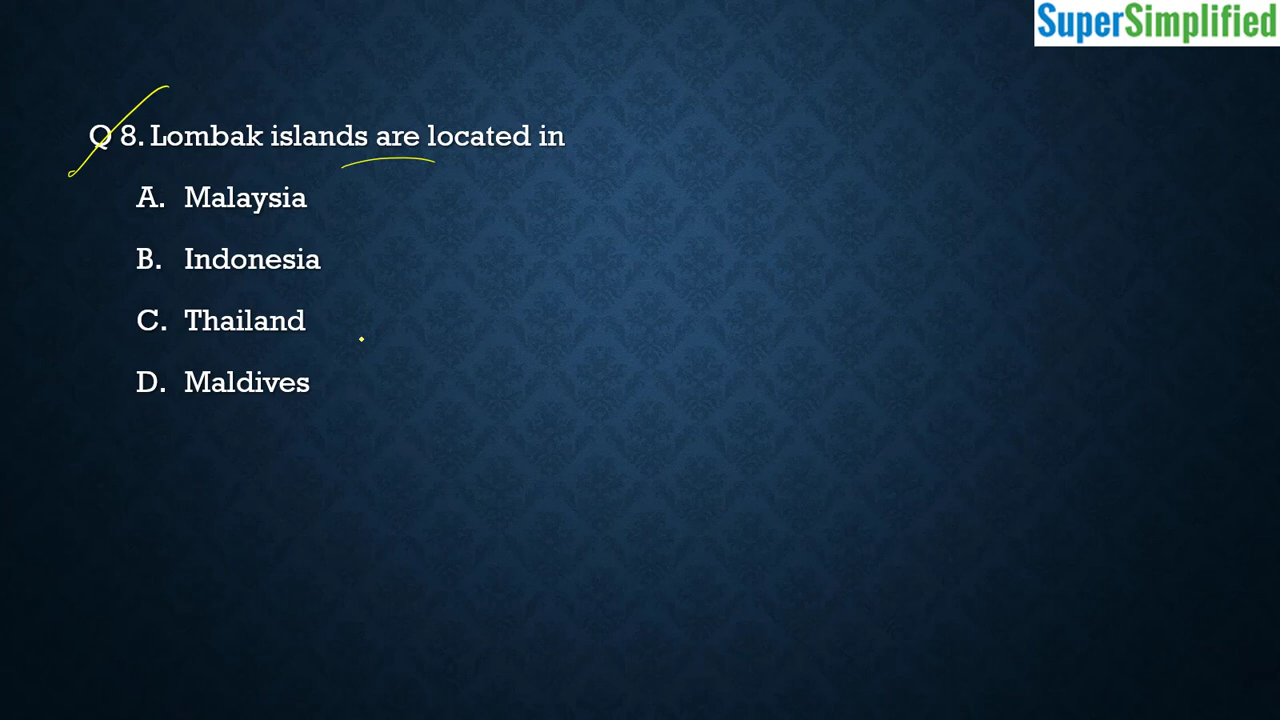 SuperSimplified
Q 8. Lombak islands are located in
A. Malaysia
B. Indonesia
C. Thailand
D. Maldives